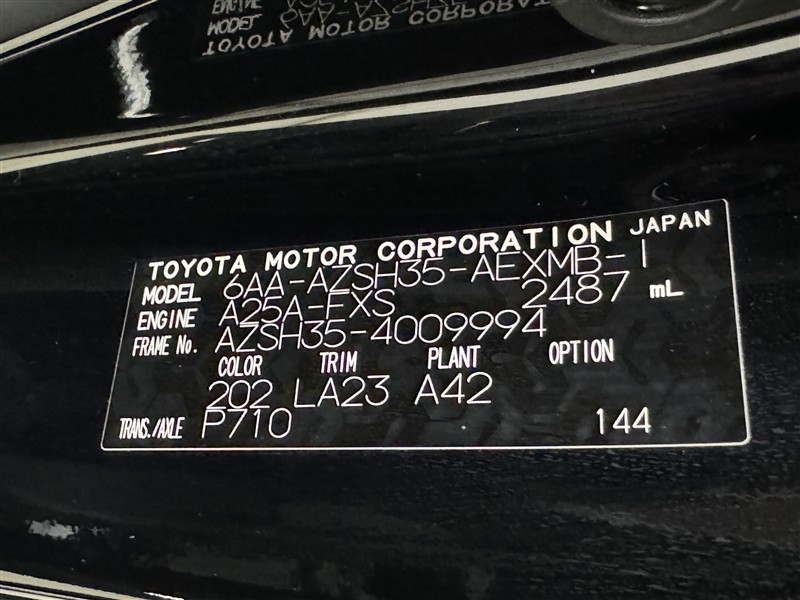 TOYOTA MOTOR CORPORATION JAPAN
MODEL 6AA-AZSH35-AEXMB-1
ENGINE A25A-FXS 2487 mL
FRAME No. AZSH35-4009994
COLOR TRIM PLANT OPTION
202 LA23 A42
TRANS./AXLE P710 144